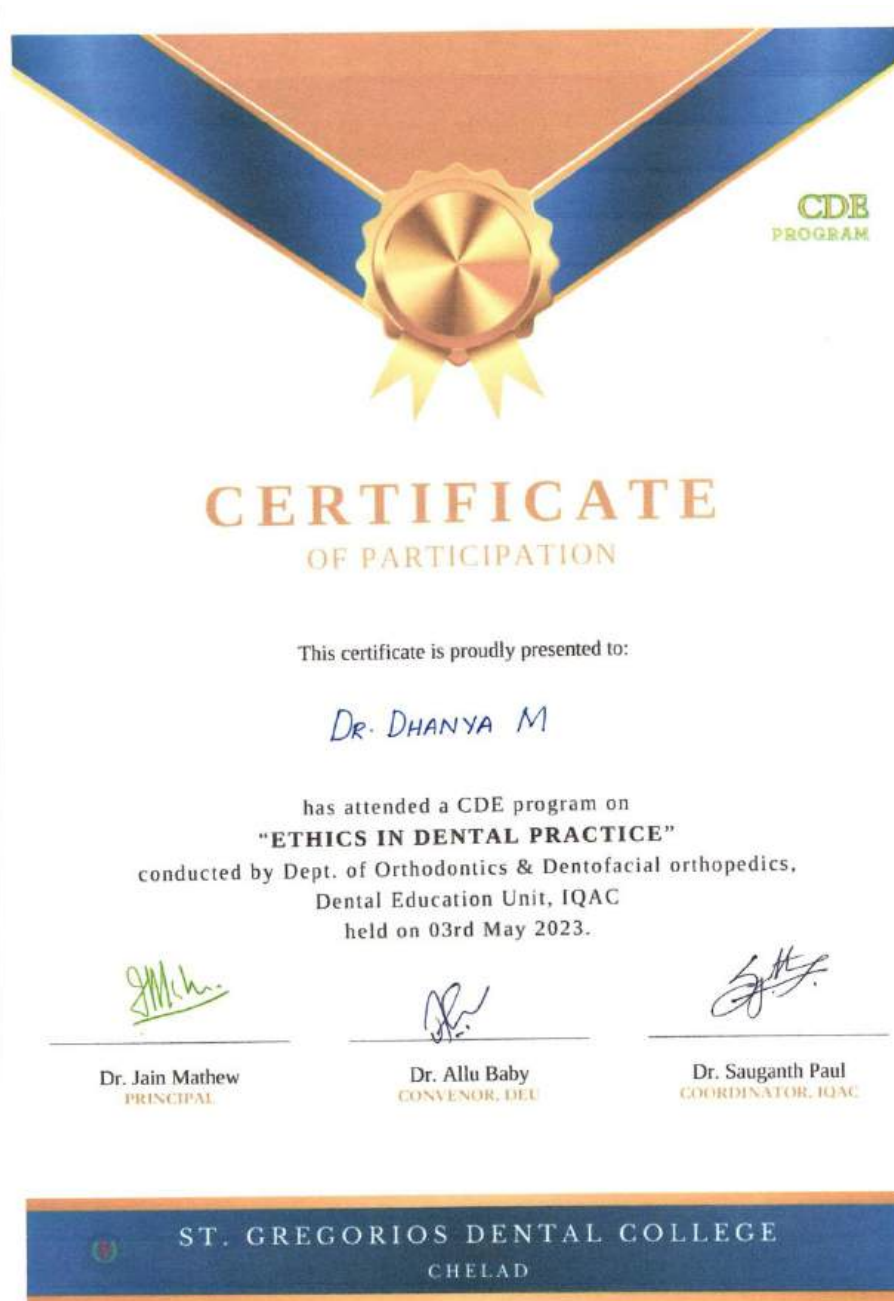 CDE
PROGRAM
CERTIFICATE
OF PARTICIPATION
This certificate is proudly presented to:
DR. DHANYA M
has attended a CDE program on
"ETHICS IN DENTAL PRACTICE"
conducted by Dept. of Orthodontics & Dentofacial orthopedics,
Dental Education Unit, IQAC
held on 03rd May 2023.
Dr. Jain Mathew
PRINCIPAL
Dr. Allu Baby
CONVENOR, DEU
Dr. Sauganth Paul
COORDINATOR, IQAC
ST. GREGORIOS DENTAL COLLEGE
CHELAD